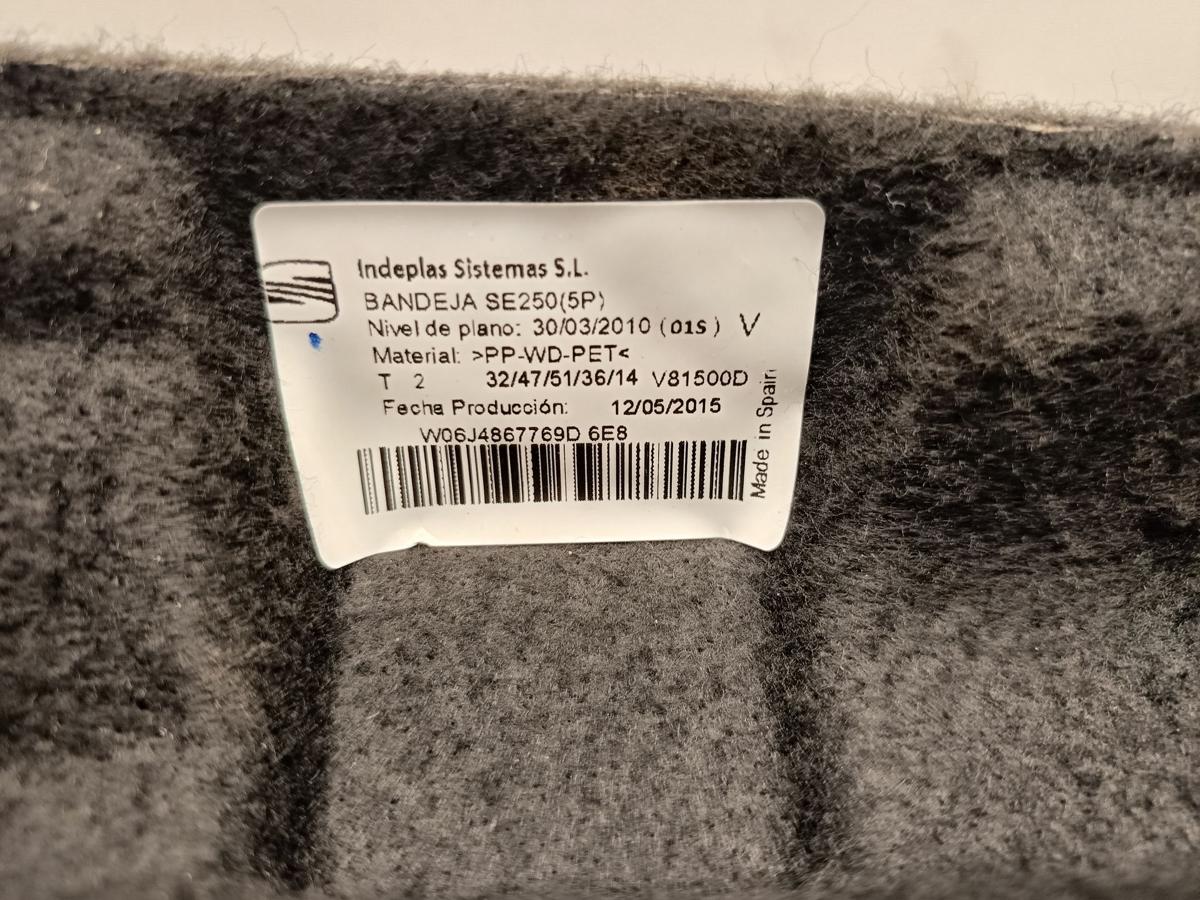 Indeplas Sistemas S.L.
BANDEJA SE250(5P)
Nivel de plano: 30/03/2010 (01S) V
Material: >PP-WD-PET<
T 2 32/47/51/36/14 V81500D
Fecha Producción: 12/05/2015
W06J4867769D 6E8
Made in Spain